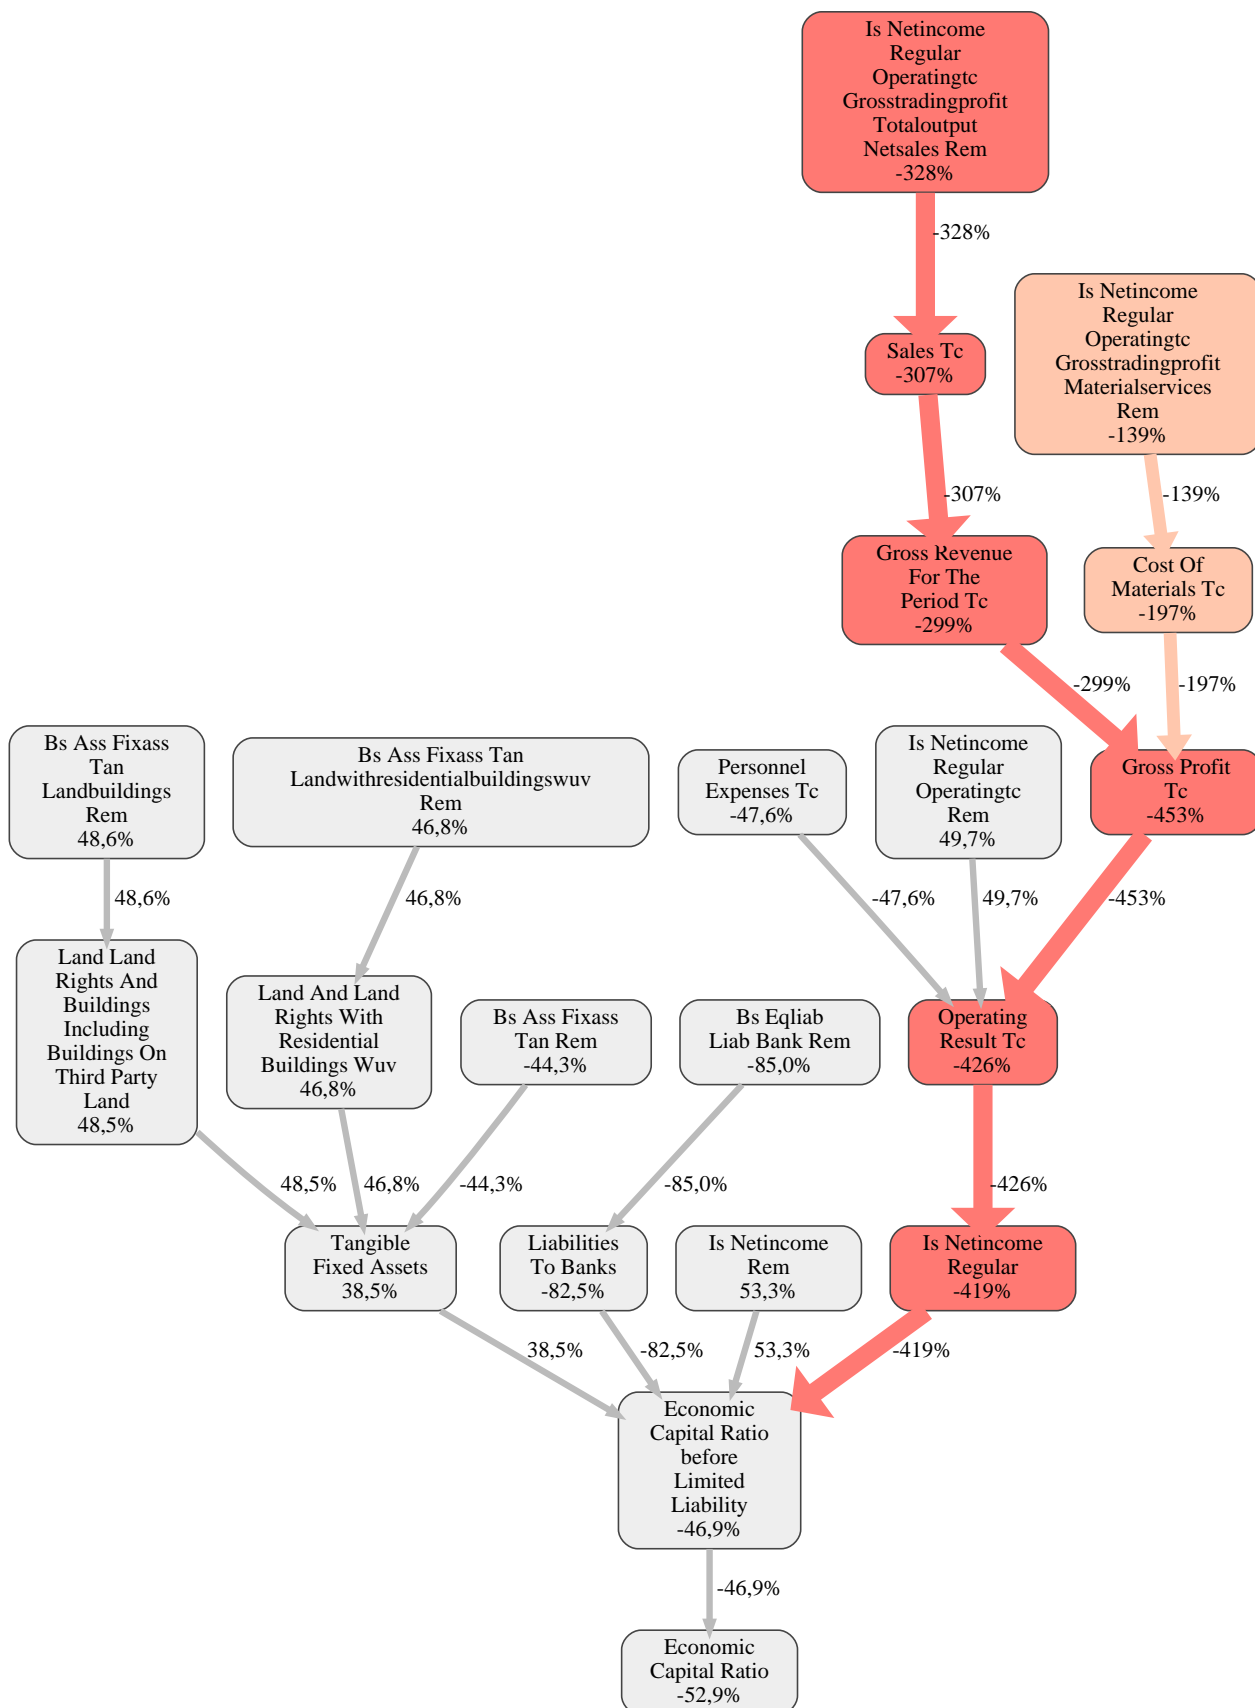 Is Netincome
Regular
Operatingtc
Grosstradingprofit
Totaloutput
Netsales Rem
-328%
-328%
Is Netincome
Regular
Operatingtc
Grosstradingprofit
Materialservices
Rem
-139%
Sales Tc
-307%
-307%
-139%
Gross Revenue
For The
Period Tc
-299%
Cost Of
Materials Tc
-197%
-299%
-197%
Bs Ass Fixass
Tan
Landbuildings
Rem
48,6%
Bs Ass Fixass Tan
Landwithresidentialbuildingswuv
Rem
46,8%
Personnel
Expenses Tc
-47,6%
Is Netincome
Regular
Operatingtc
Rem
49,7%
Gross Profit
Tc
-453%
48,6%
46,8%
-47,6%
49,7%
-453%
Land Land
Rights And
Buildings
Including
Buildings On
Third Party
Land
48,5%
Land And Land
Rights With
Residential
Buildings Wuv
46,8%
Bs Ass Fixass
Tan Rem
-44,3%
Bs Eqliab
Liab Bank Rem
-85,0%
Operating
Result Tc
-426%
48,5%
46,8%
-44,3%
-85,0%
-426%
Tangible
Fixed Assets
38,5%
Liabilities
To Banks
-82,5%
Is Netincome
Rem
53,3%
Is Netincome
Regular
-419%
38,5%
-82,5%
53,3%
-419%
Economic
Capital Ratio
before
Limited
Liability
-46,9%
-46,9%
Economic
Capital Ratio
-52,9%